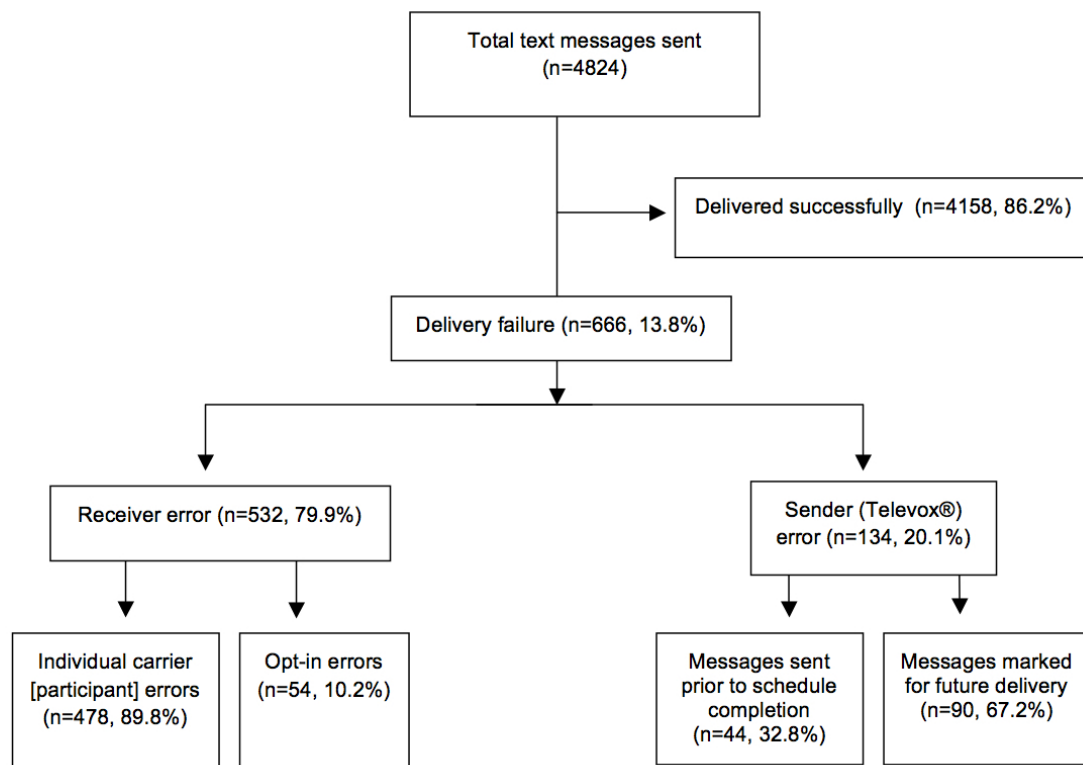 Total text messages sent
(n=4824)
Delivered successfully (n=4158, 86.2%)
Delivery failure (n=666, 13.8%)
Receiver error (n=532, 79.9%)
Sender (Televox®)
error (n=134, 20.1%)
Individual carrier
[participant] errors
(n=478, 89.8%)
Opt-in errors
(n=54, 10.2%)
Messages sent
prior to schedule
completion
(n=44, 32.8%)
Messages marked
for future delivery
(n=90, 67.2%)